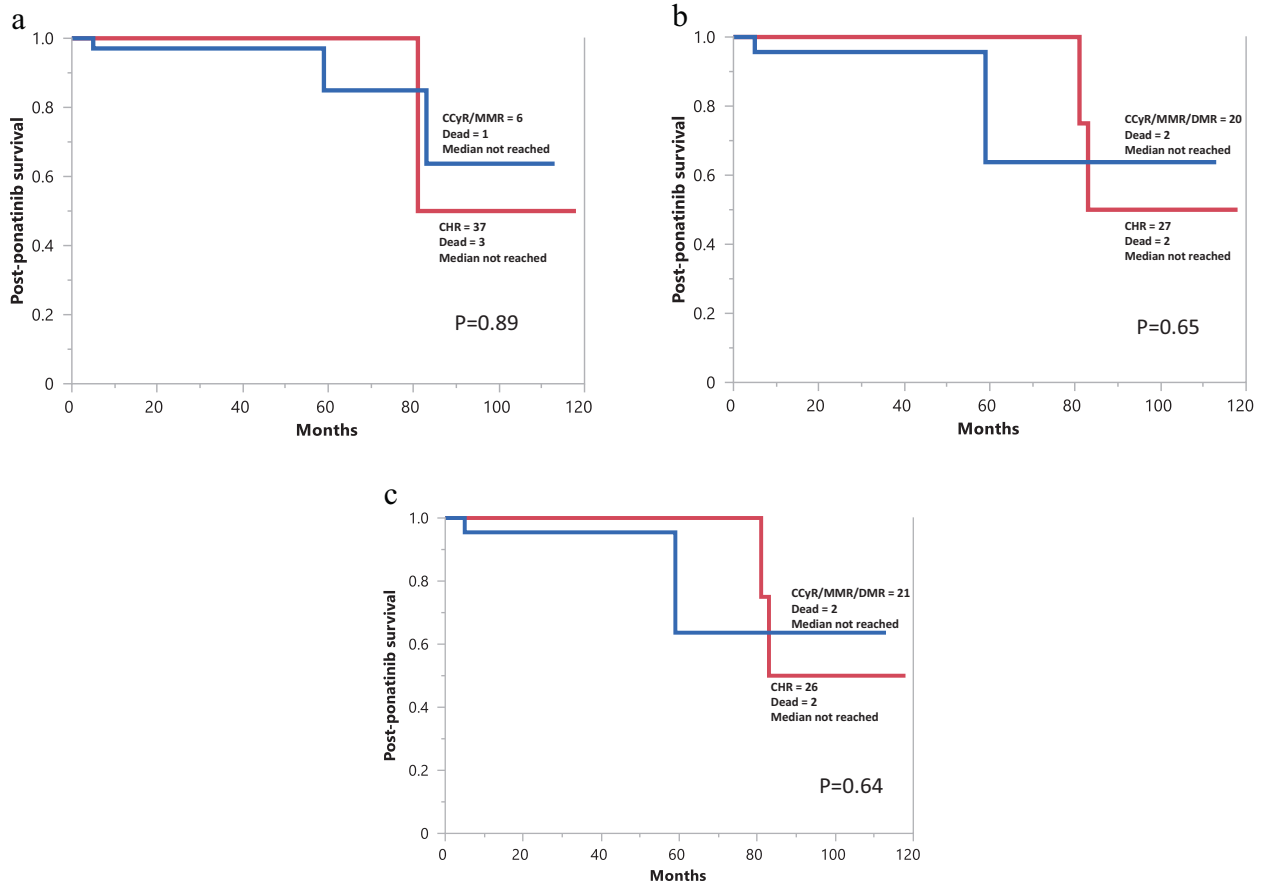 a
1.0
0.8
0.6
0.4
0.2
0
Post-ponatinib survival
CCyR/MMR = 6
Dead = 1
Median not reached
CHR = 37
Dead = 3
Median not reached
P=0.89
0 20 40 60 80 100 120
Months
b
1.0
0.8
0.6
0.4
0.2
0
Post-ponatinib survival
CCyR/MMR/DMR = 20
Dead = 2
Median not reached
CHR = 27
Dead = 2
Median not reached
P=0.65
0 20 40 60 80 100 120
Months
c
1.0
0.8
0.6
0.4
0.2
0
Post-ponatinib survival
CCyR/MMR/DMR = 21
Dead = 2
Median not reached
CHR = 26
Dead = 2
Median not reached
P=0.64
0 20 40 60 80 100 120
Months